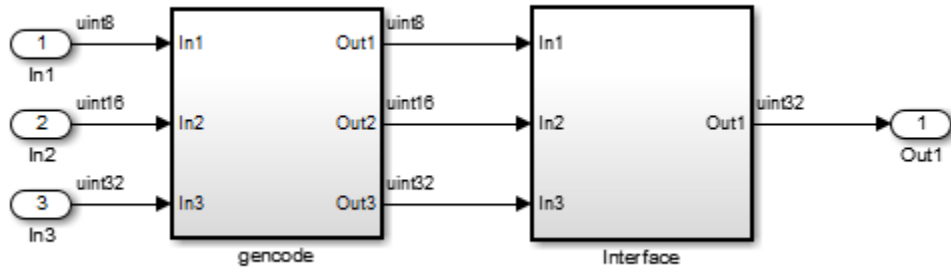 uint8 uint8
1 In1 Out1 In1
In1
uint16 uint16 uint32
2 In2 Out2 In2 Out1 1
In2 Out1
uint32 uint32
3 In3 Out3 In3
In3
gencode Interface